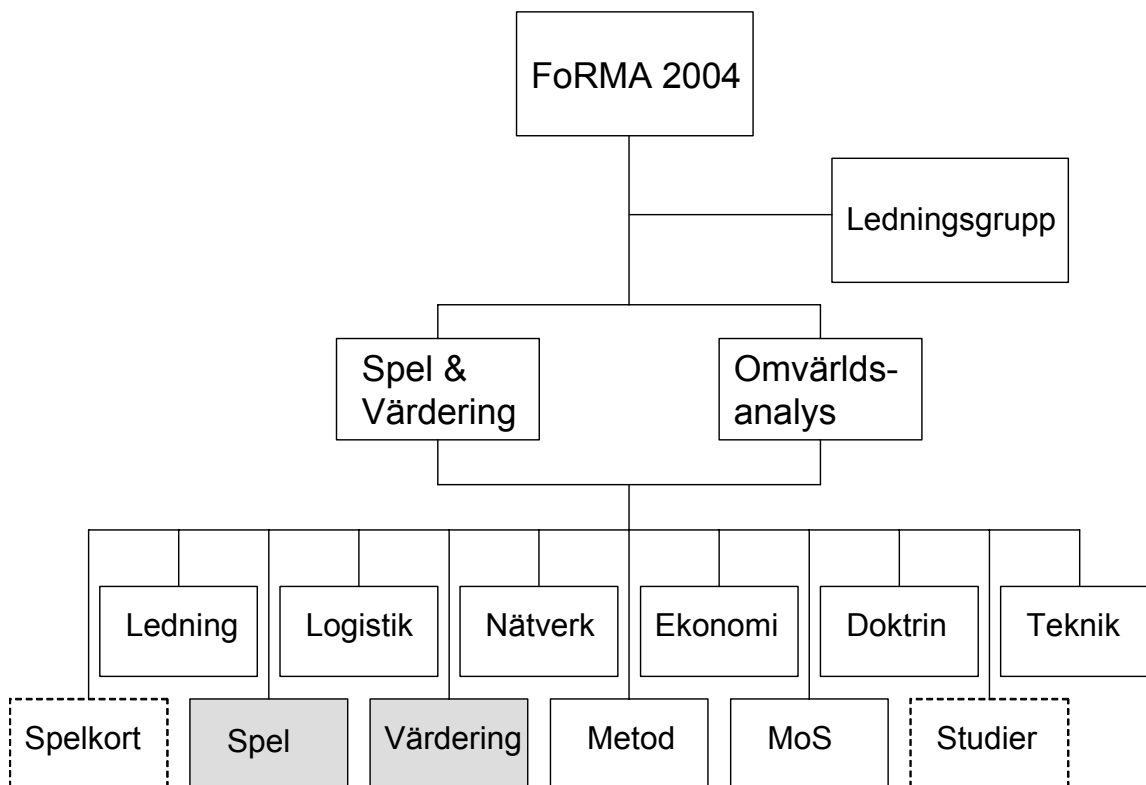 FoRMA 2004
Ledningsgrupp
Spel &
Värdering
Omvärlds-
analys
Ledning
Logistik
Nätverk
Ekonomi
Doktrin
Teknik
Spelkort
Spel
Värdering
Metod
MoS
Studier